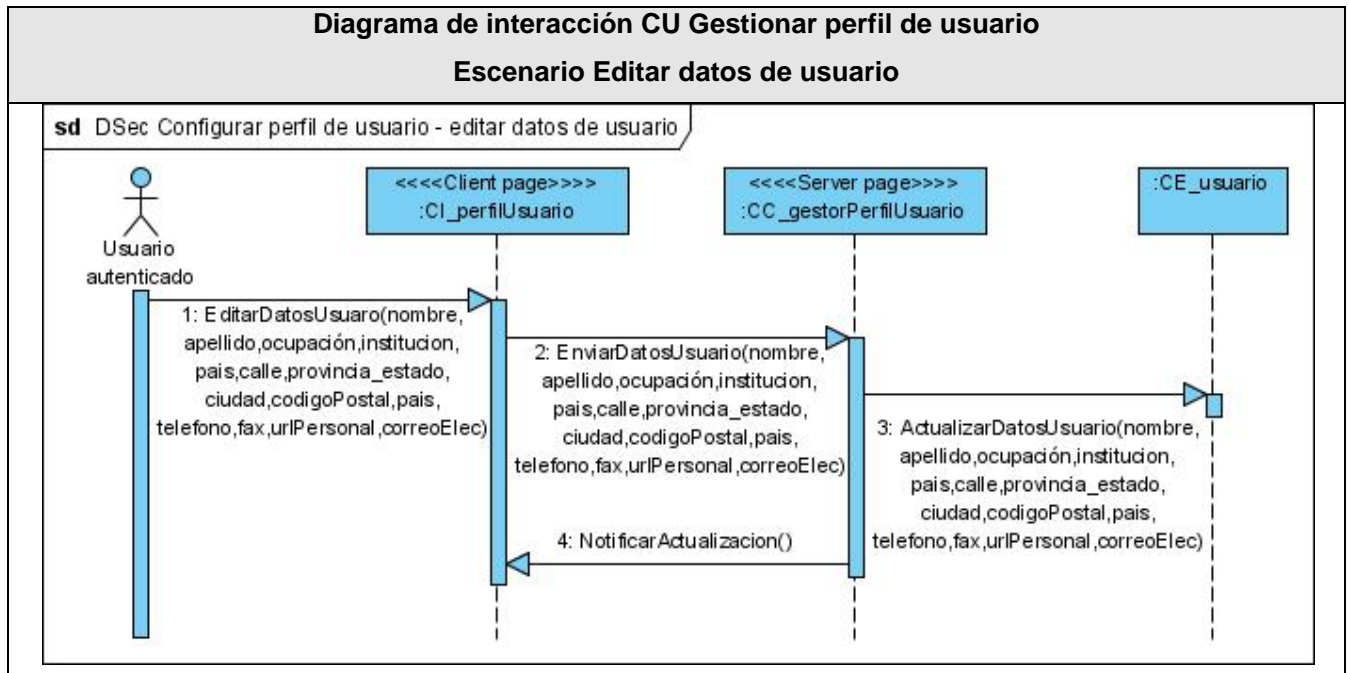 Diagrama de interacción CU Gestionar perfil de usuario
Escenario Editar datos de usuario
sd DSec Configurar perfil de usuario - editar datos de usuario
Usuario
autenticado
<<<<Client page>>>>
:CI_perfilUsuario
<<<<Server page>>>>
:CC_gestorPerfilUsuario
:CE_usuario
1: EditarDatosUsuaro(nombre,
apellido,ocupación,institucion,
pais,calle,provincia_estado,
ciudad,codigoPostal,pais,
telefono,fax,urlPersonal,correoElec)
2: EnviarDatosUsuario(nombre,
apellido,ocupación,institucion,
pais,calle,provincia_estado,
ciudad,codigoPostal,pais,
telefono,fax,urlPersonal,correoElec)
3: ActualizarDatosUsuario(nombre,
apellido,ocupación,institucion,
pais,calle,provincia_estado,
ciudad,codigoPostal,pais,
telefono,fax,urlPersonal,correoElec)
4: NotificarActualizacion()